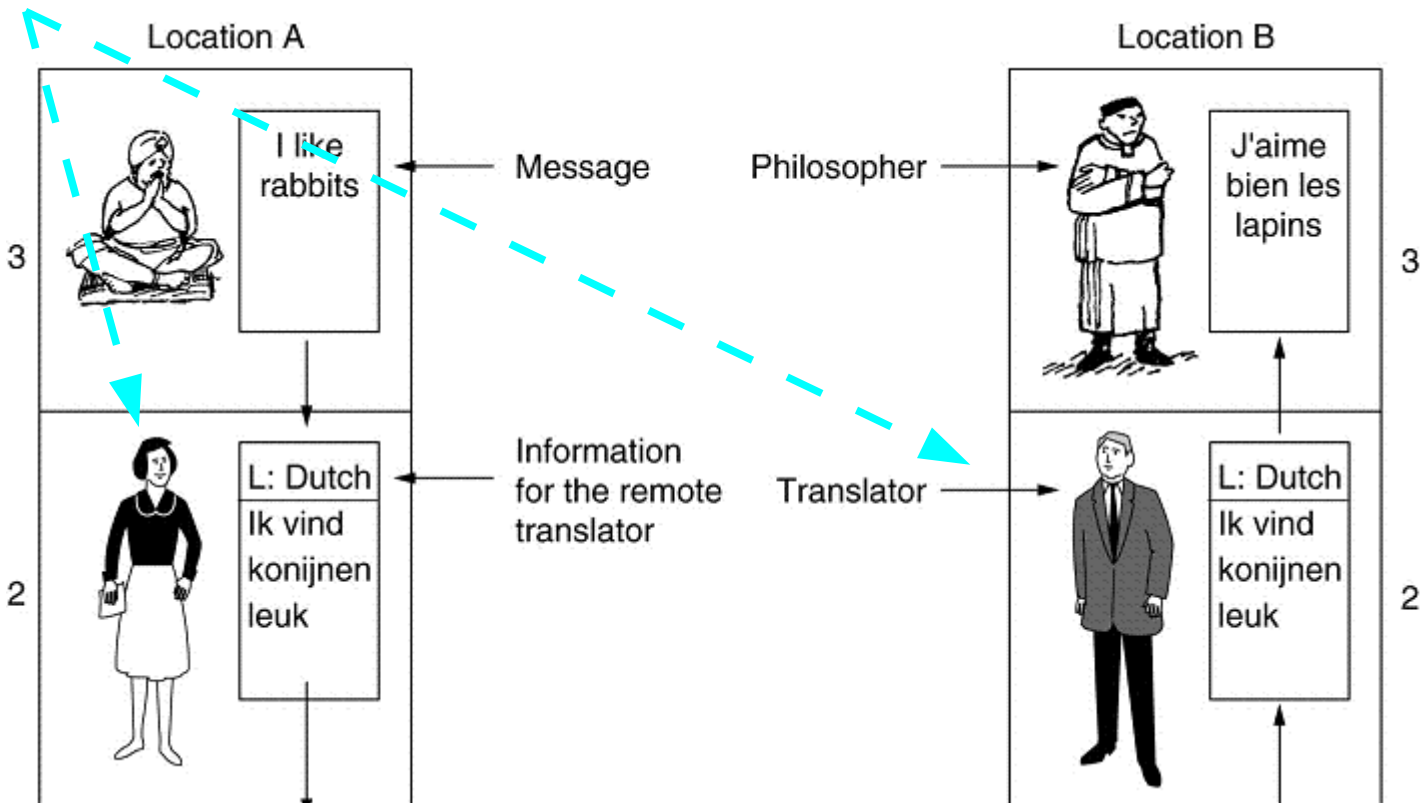 Location A
Location B
I like
rabbits
Message
Philosopher
J'aime
bien les
lapins
3
3
L: Dutch
Ik vind
konijnen
leuk
Information
for the remote
translator
Translator
L: Dutch
Ik vind
konijnen
leuk
2
2